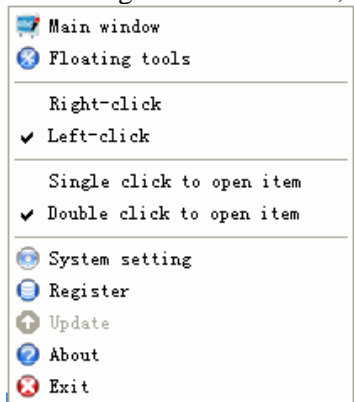 Main window
Floating tools
Right-click
Left-click
Single click to open item
Double click to open item
System setting
Register
Update
About
Exit